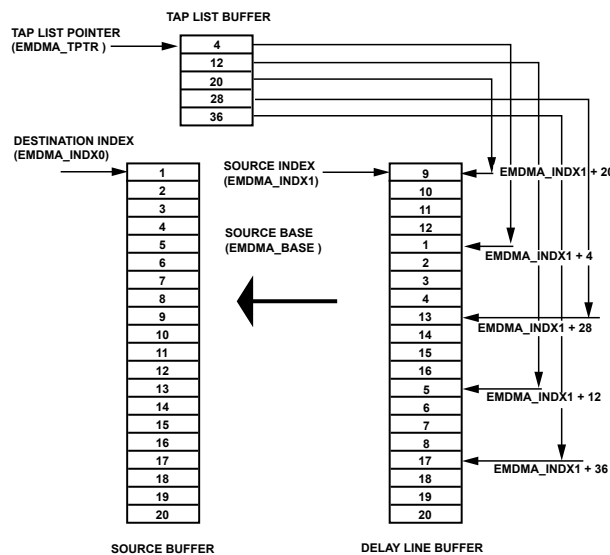 TAP LIST BUFFER
TAP LIST POINTER
(EMDMA_TPTR )
4
12
20
28
36
DESTINATION INDEX
(EMDMA_INDX0)
1
2
3
4
5
6
7
8
9
10
11
12
13
14
15
16
17
18
19
20
SOURCE BUFFER
SOURCE INDEX
(EMDMA_INDX1)
SOURCE BASE
(EMDMA_BASE )
9
10
11
12
1
2
3
4
13
14
15
16
5
6
7
8
17
18
19
20
DELAY LINE BUFFER
EMDMA_INDX1 + 20
EMDMA_INDX1 + 4
EMDMA_INDX1 + 28
EMDMA_INDX1 + 12
EMDMA_INDX1 + 36